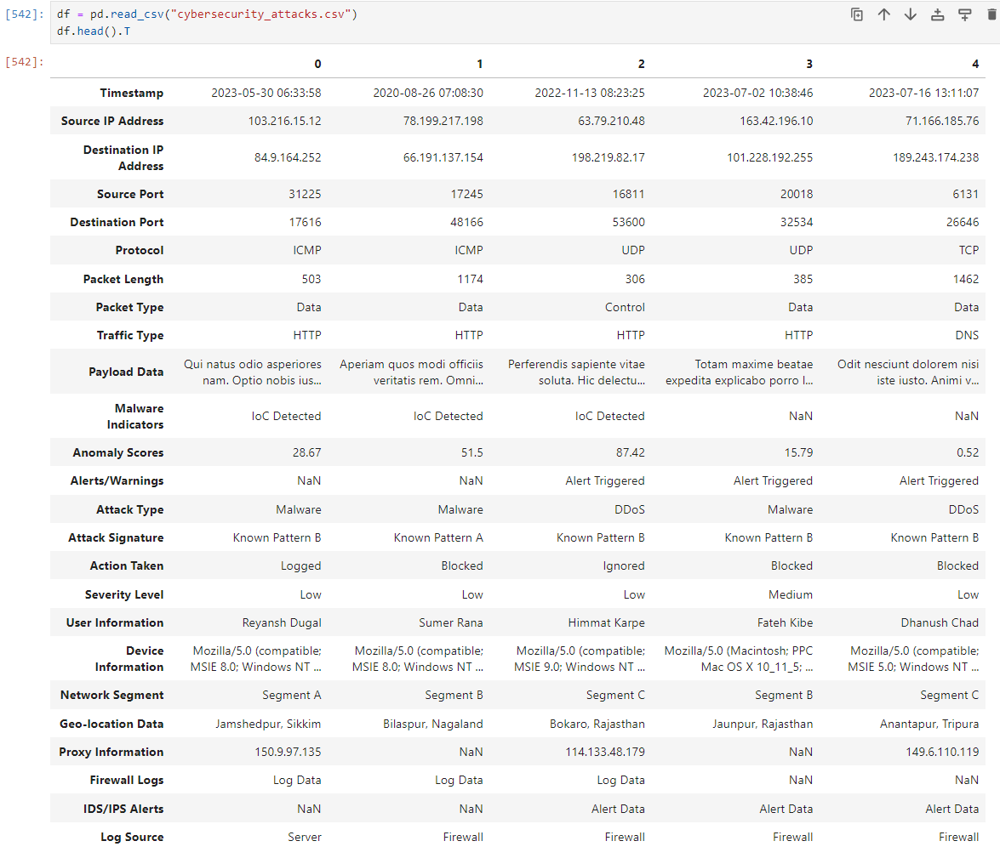 [542]: df = pd.read_csv("cybersecurity_attacks.csv")
df.head().T
[542]: 0 1 2 3 4
Timestamp 2023-05-30 06:33:58 2020-08-26 07:08:30 2022-11-13 08:23:25 2023-07-02 10:38:46 2023-07-16 13:11:07
Source IP Address 103.216.15.12 78.199.217.198 63.79.210.48 163.42.196.10 71.166.185.76
Destination IP
Address 84.9.164.252 66.191.137.154 198.219.82.17 101.228.192.255 189.243.174.238
Source Port 31225 17245 16811 20018 6131
Destination Port 17616 48166 53600 32534 26646
Protocol ICMP ICMP UDP UDP TCP
Packet Length 503 1174 306 385 1462
Packet Type Data Data Control Data Data
Traffic Type HTTP HTTP HTTP HTTP DNS
Payload Data Qui natus odio asperiores Aperiam quos modi officiis Perferendis sapiente vitae Totam maxime beatae Odit nesciunt dolorem nisi
nam. Optio nobis ius... veritatis rem. Omni... soluta. Hic delectu... expedita explicabo porro l... iste iusto. Animi v...
Malware
Indicators IoC Detected IoC Detected IoC Detected NaN NaN
Anomaly Scores 28.67 51.5 87.42 15.79 0.52
Alerts/Warnings NaN NaN Alert Triggered Alert Triggered Alert Triggered
Attack Type Malware Malware DDoS Malware DDoS
Attack Signature Known Pattern B Known Pattern A Known Pattern B Known Pattern B Known Pattern B
Action Taken Logged Blocked Ignored Blocked Blocked
Severity Level Low Low Low Medium Low
User Information Reyansh Dugal Sumer Rana Himmat Karpe Fateh Kibe Dhanush Chad
Device Mozilla/5.0 (compatible; Mozilla/5.0 (compatible; Mozilla/5.0 (compatible; Mozilla/5.0 (Macintosh; PPC Mozilla/5.0 (compatible;
Information MSIE 8.0; Windows NT ... MSIE 8.0; Windows NT ... MSIE 9.0; Windows NT ... Mac OS X 10_11_5; ... MSIE 5.0; Windows NT ...
Network Segment Segment A Segment B Segment C Segment B Segment C
Geo-location Data Jamshedpur, Sikkim Bilaspur, Nagaland Bokaro, Rajasthan Jaunpur, Rajasthan Anantapur, Tripura
Proxy Information 150.9.97.135 NaN 114.133.48.179 NaN 149.6.110.119
Firewall Logs Log Data Log Data Log Data NaN NaN
IDS/IPS Alerts NaN NaN Alert Data Alert Data Alert Data
Log Source Server Firewall Firewall Firewall Firewall